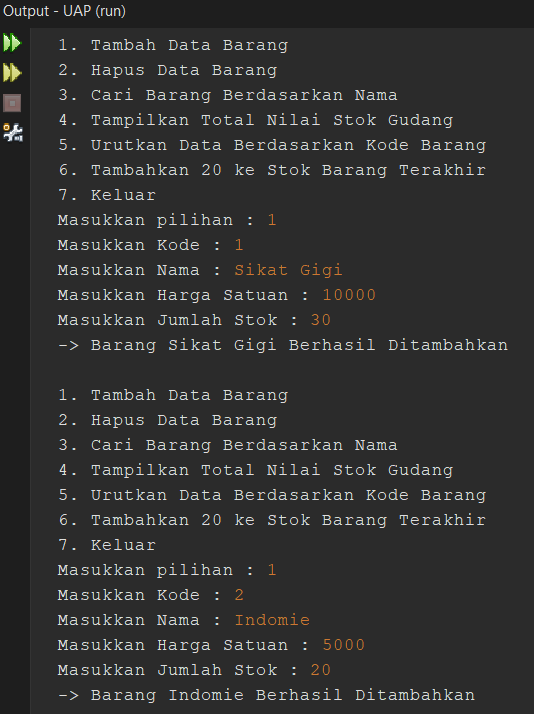 Output - UAP (run)
1. Tambah Data Barang
2. Hapus Data Barang
3. Cari Barang Berdasarkan Nama
4. Tampilkan Total Nilai Stok Gudang
5. Urutkan Data Berdasarkan Kode Barang
6. Tambahkan 20 ke Stok Barang Terakhir
7. Keluar
Masukkan pilihan : 1
Masukkan Kode : 1
Masukkan Nama : Sikat Gigi
Masukkan Harga Satuan : 10000
Masukkan Jumlah Stok : 30
-> Barang Sikat Gigi Berhasil Ditambahkan
1. Tambah Data Barang
2. Hapus Data Barang
3. Cari Barang Berdasarkan Nama
4. Tampilkan Total Nilai Stok Gudang
5. Urutkan Data Berdasarkan Kode Barang
6. Tambahkan 20 ke Stok Barang Terakhir
7. Keluar
Masukkan pilihan : 1
Masukkan Kode : 2
Masukkan Nama : Indomie
Masukkan Harga Satuan : 5000
Masukkan Jumlah Stok : 20
-> Barang Indomie Berhasil Ditambahkan